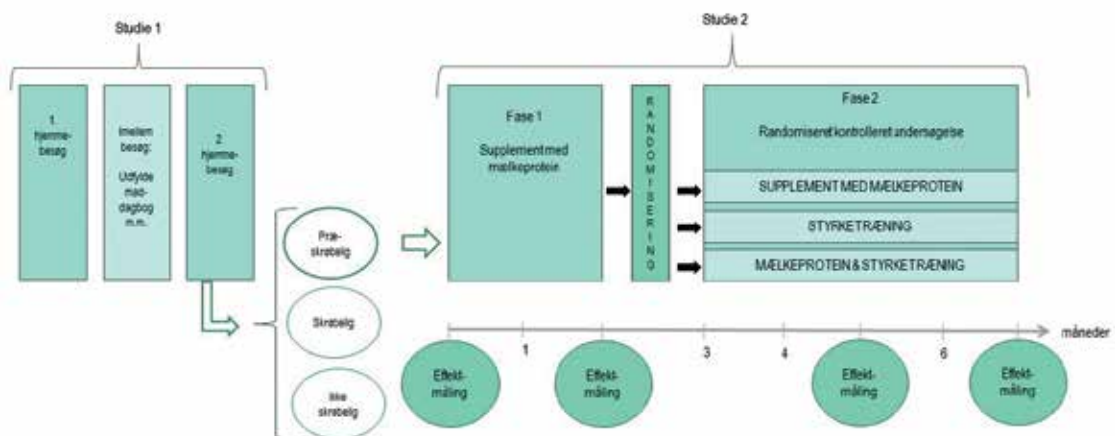 Studie 1
Studie 2
1.
hjemme-
besøg
Imellem
besøg:
Udfylde
mad-
dagbog
m.m.
2
hjemme-
besøg
Præ-
skrøbelig
Skrøbelig
Ikke
skrøbelig
Fase 1
Supplement med
mælkeprotein
RANDOMISERING
Fase 2
Randomiseret kontrolleret undersøgelse
SUPPLEMENT MED MÆLKEPROTEIN
STYRKETRÆNING
MÆLKEPROTEIN & STYRKETRÆNING
1
3
4
6
måneder
Effekt-
måling
Effekt-
måling
Effekt-
måling
Effekt-
måling